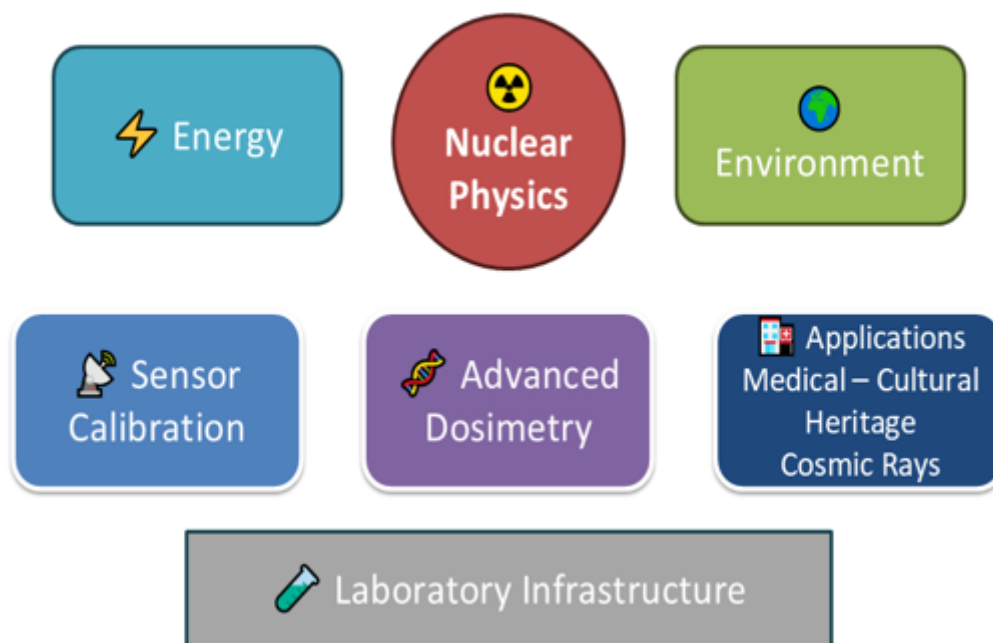 Energy
Nuclear
Physics
Environment
Sensor
Calibration
Advanced
Dosimetry
Applications
Medical – Cultural
Heritage
Cosmic Rays
Laboratory Infrastructure